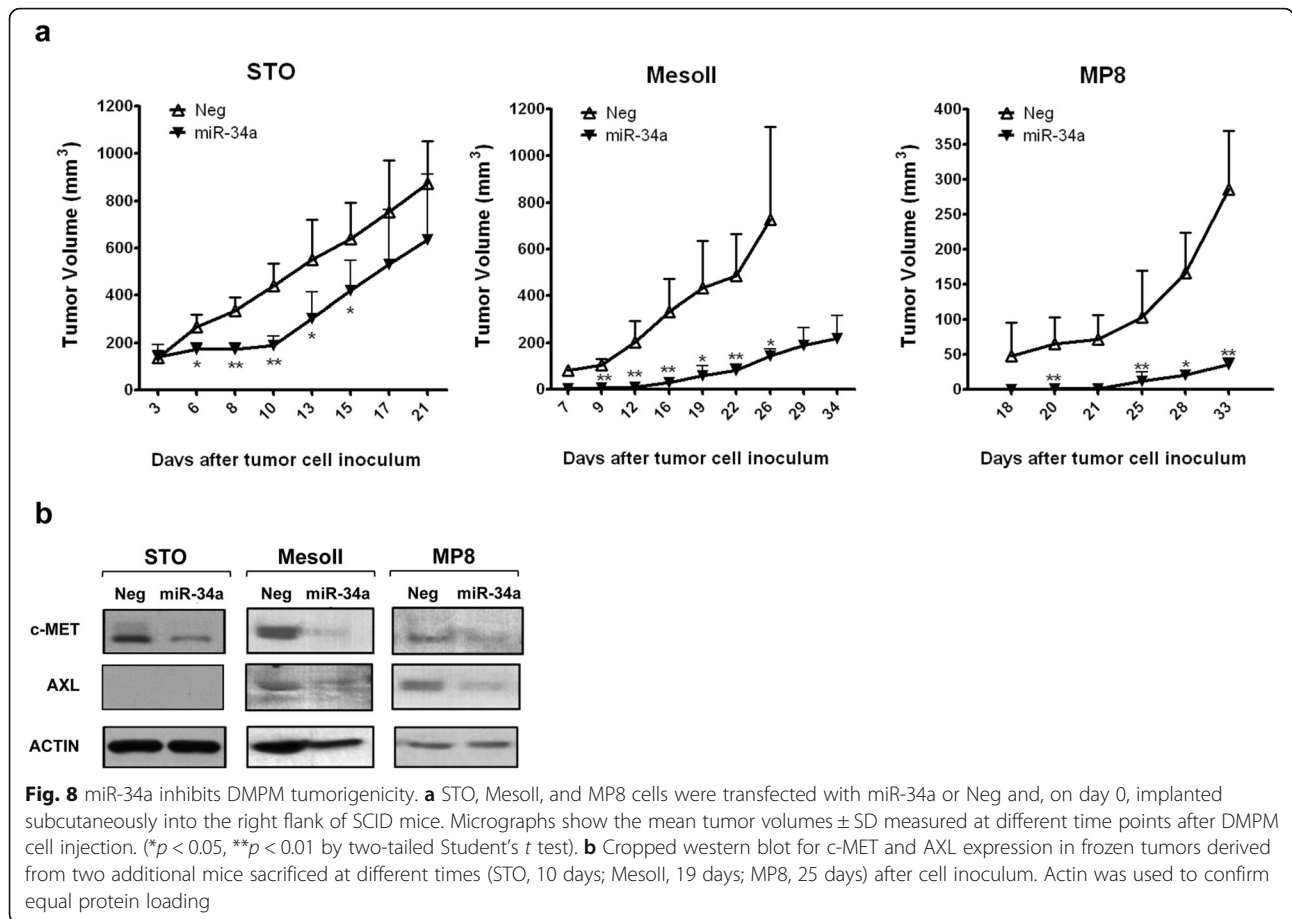 a
STO
MesoII
MP8
Neg
miR-34a
Tumor Volume (mm³)
1200
1000
800
600
400
200
0
3 6 8 10 13 15 17 21
* ** ** * *
Days after tumor cell inoculum
Neg
miR-34a
Tumor Volume (mm³)
1200
1000
800
600
400
200
0
7 9 12 16 19 22 26 29 34
** ** ** * ** *
Days after tumor cell inoculum
Neg
miR-34a
Tumor Volume (mm³)
400
350
300
250
200
150
100
50
0
18 20 21 25 28 33
** ** * **
Days after tumor cell inoculum
b
STO MesoII MP8
Neg miR-34a Neg miR-34a Neg miR-34a
c-MET
AXL
ACTIN
Fig. 8 miR-34a inhibits DMPM tumorigenicity. a STO, MesoII, and MP8 cells were transfected with miR-34a or Neg and, on day 0, implanted
subcutaneously into the right flank of SCID mice. Micrographs show the mean tumor volumes ± SD measured at different time points after DMPM
cell injection. (*p < 0.05, **p < 0.01 by two-tailed Student's t test). b Cropped western blot for c-MET and AXL expression in frozen tumors derived
from two additional mice sacrificed at different times (STO, 10 days; MesoII, 19 days; MP8, 25 days) after cell inoculum. Actin was used to confirm
equal protein loading